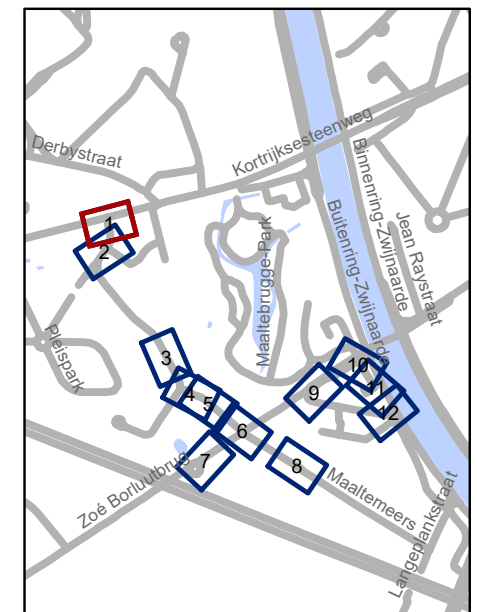 Derbystraat
Kortrijksesteenweg
Binnenring-Zwijnaarde
Jean Raystraat
Buitenring-Zwijnaarde
Maaltebrugge-Park
1
2
Pleispark
3
4
5
6
7
8
9
10
11
12
Zoé Borluutbrug
Maaltemeers
Langeplankstraat